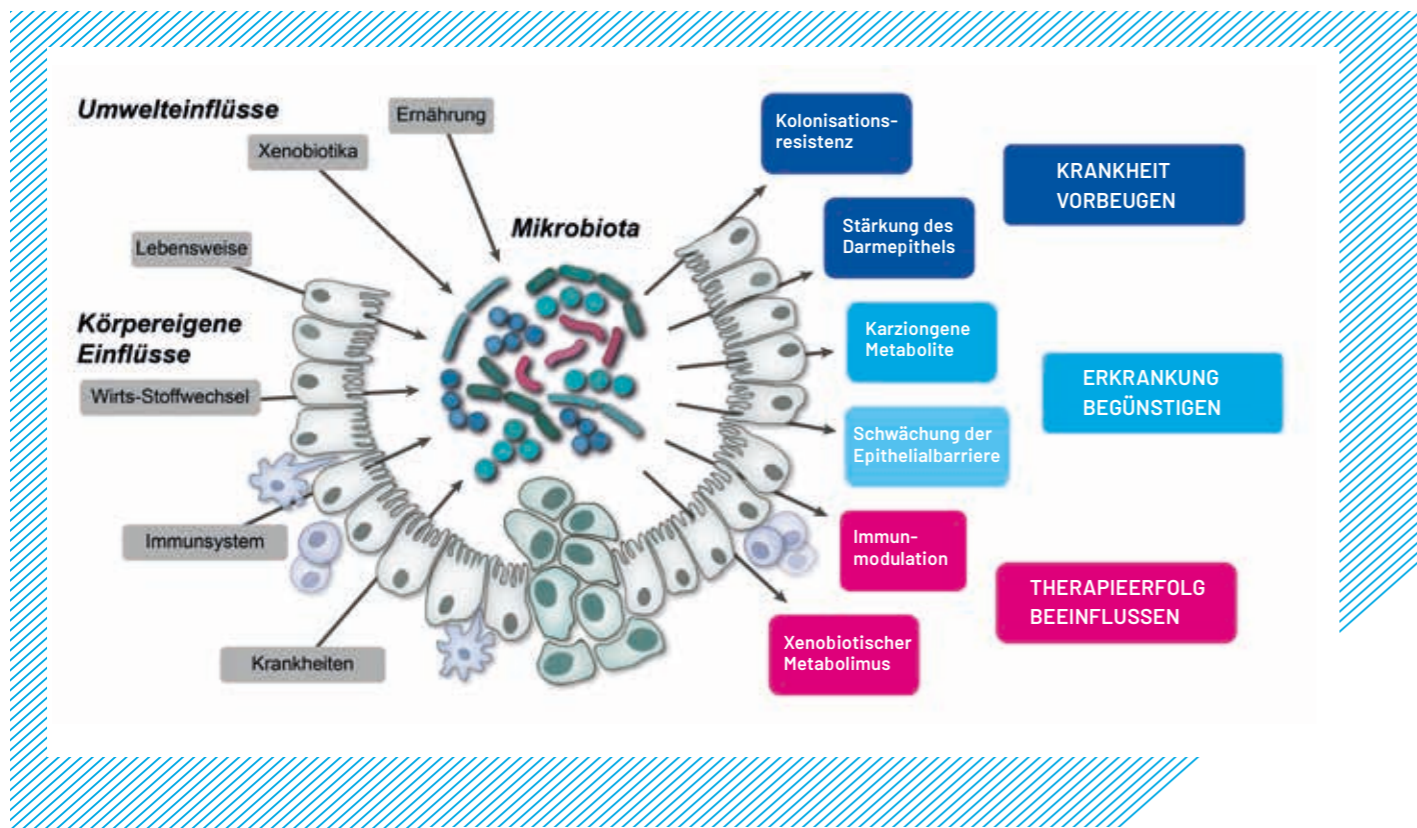 Umwelteinflüsse
Ernährung
Xenobiotika
Lebensweise
Körpereigene
Einflüsse
Wirts-Stoffwechsel
Immunsystem
Krankheiten
Mikrobiota
Kolonisations-
resistenz
Stärkung des
Darmepithels
KRANKHEIT
VORBEUGEN
Karziongene
Metabolite
Schwächung der
Epithelialbarriere
ERKRANKUNG
BEGÜNSTIGEN
Immun-
modulation
Xenobiotischer
Metabolimus
THERAPIEERFOLG
BEEINFLUSSEN